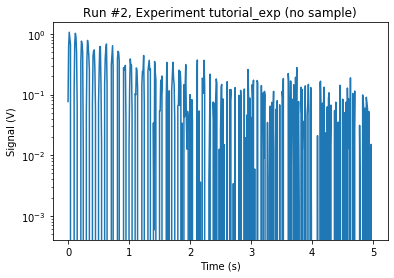 Run #2, Experiment tutorial_exp (no sample)
Signal (V)
10⁰
10⁻¹
10⁻²
10⁻³
0 1 2 3 4 5
Time (s)